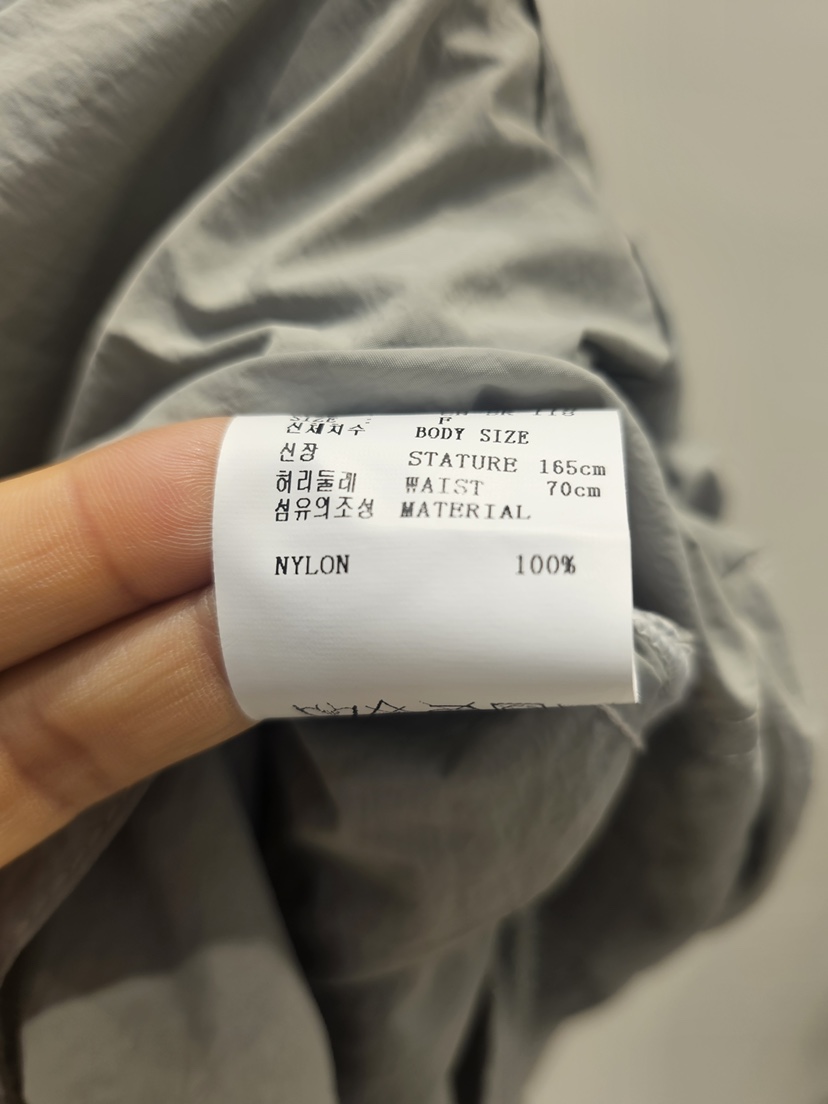 SIZE F
신체치수 BODY SIZE
신장 STATURE 165cm
허리둘레 WAIST 70cm
섬유의조성 MATERIAL
NYLON 100%